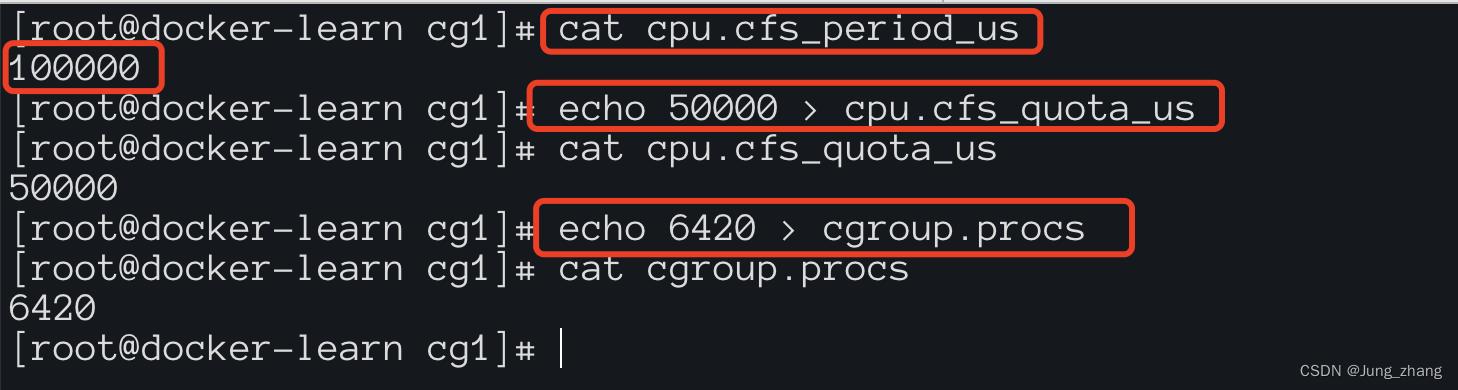 [root@docker-learn cg1]# cat cpu.cfs_period_us
100000
[root@docker-learn cg1]# echo 50000 > cpu.cfs_quota_us
[root@docker-learn cg1]# cat cpu.cfs_quota_us
50000
[root@docker-learn cg1]# echo 6420 > cgroup.procs
[root@docker-learn cg1]# cat cgroup.procs
6420
[root@docker-learn cg1]#
CSDN @Jung_zhang